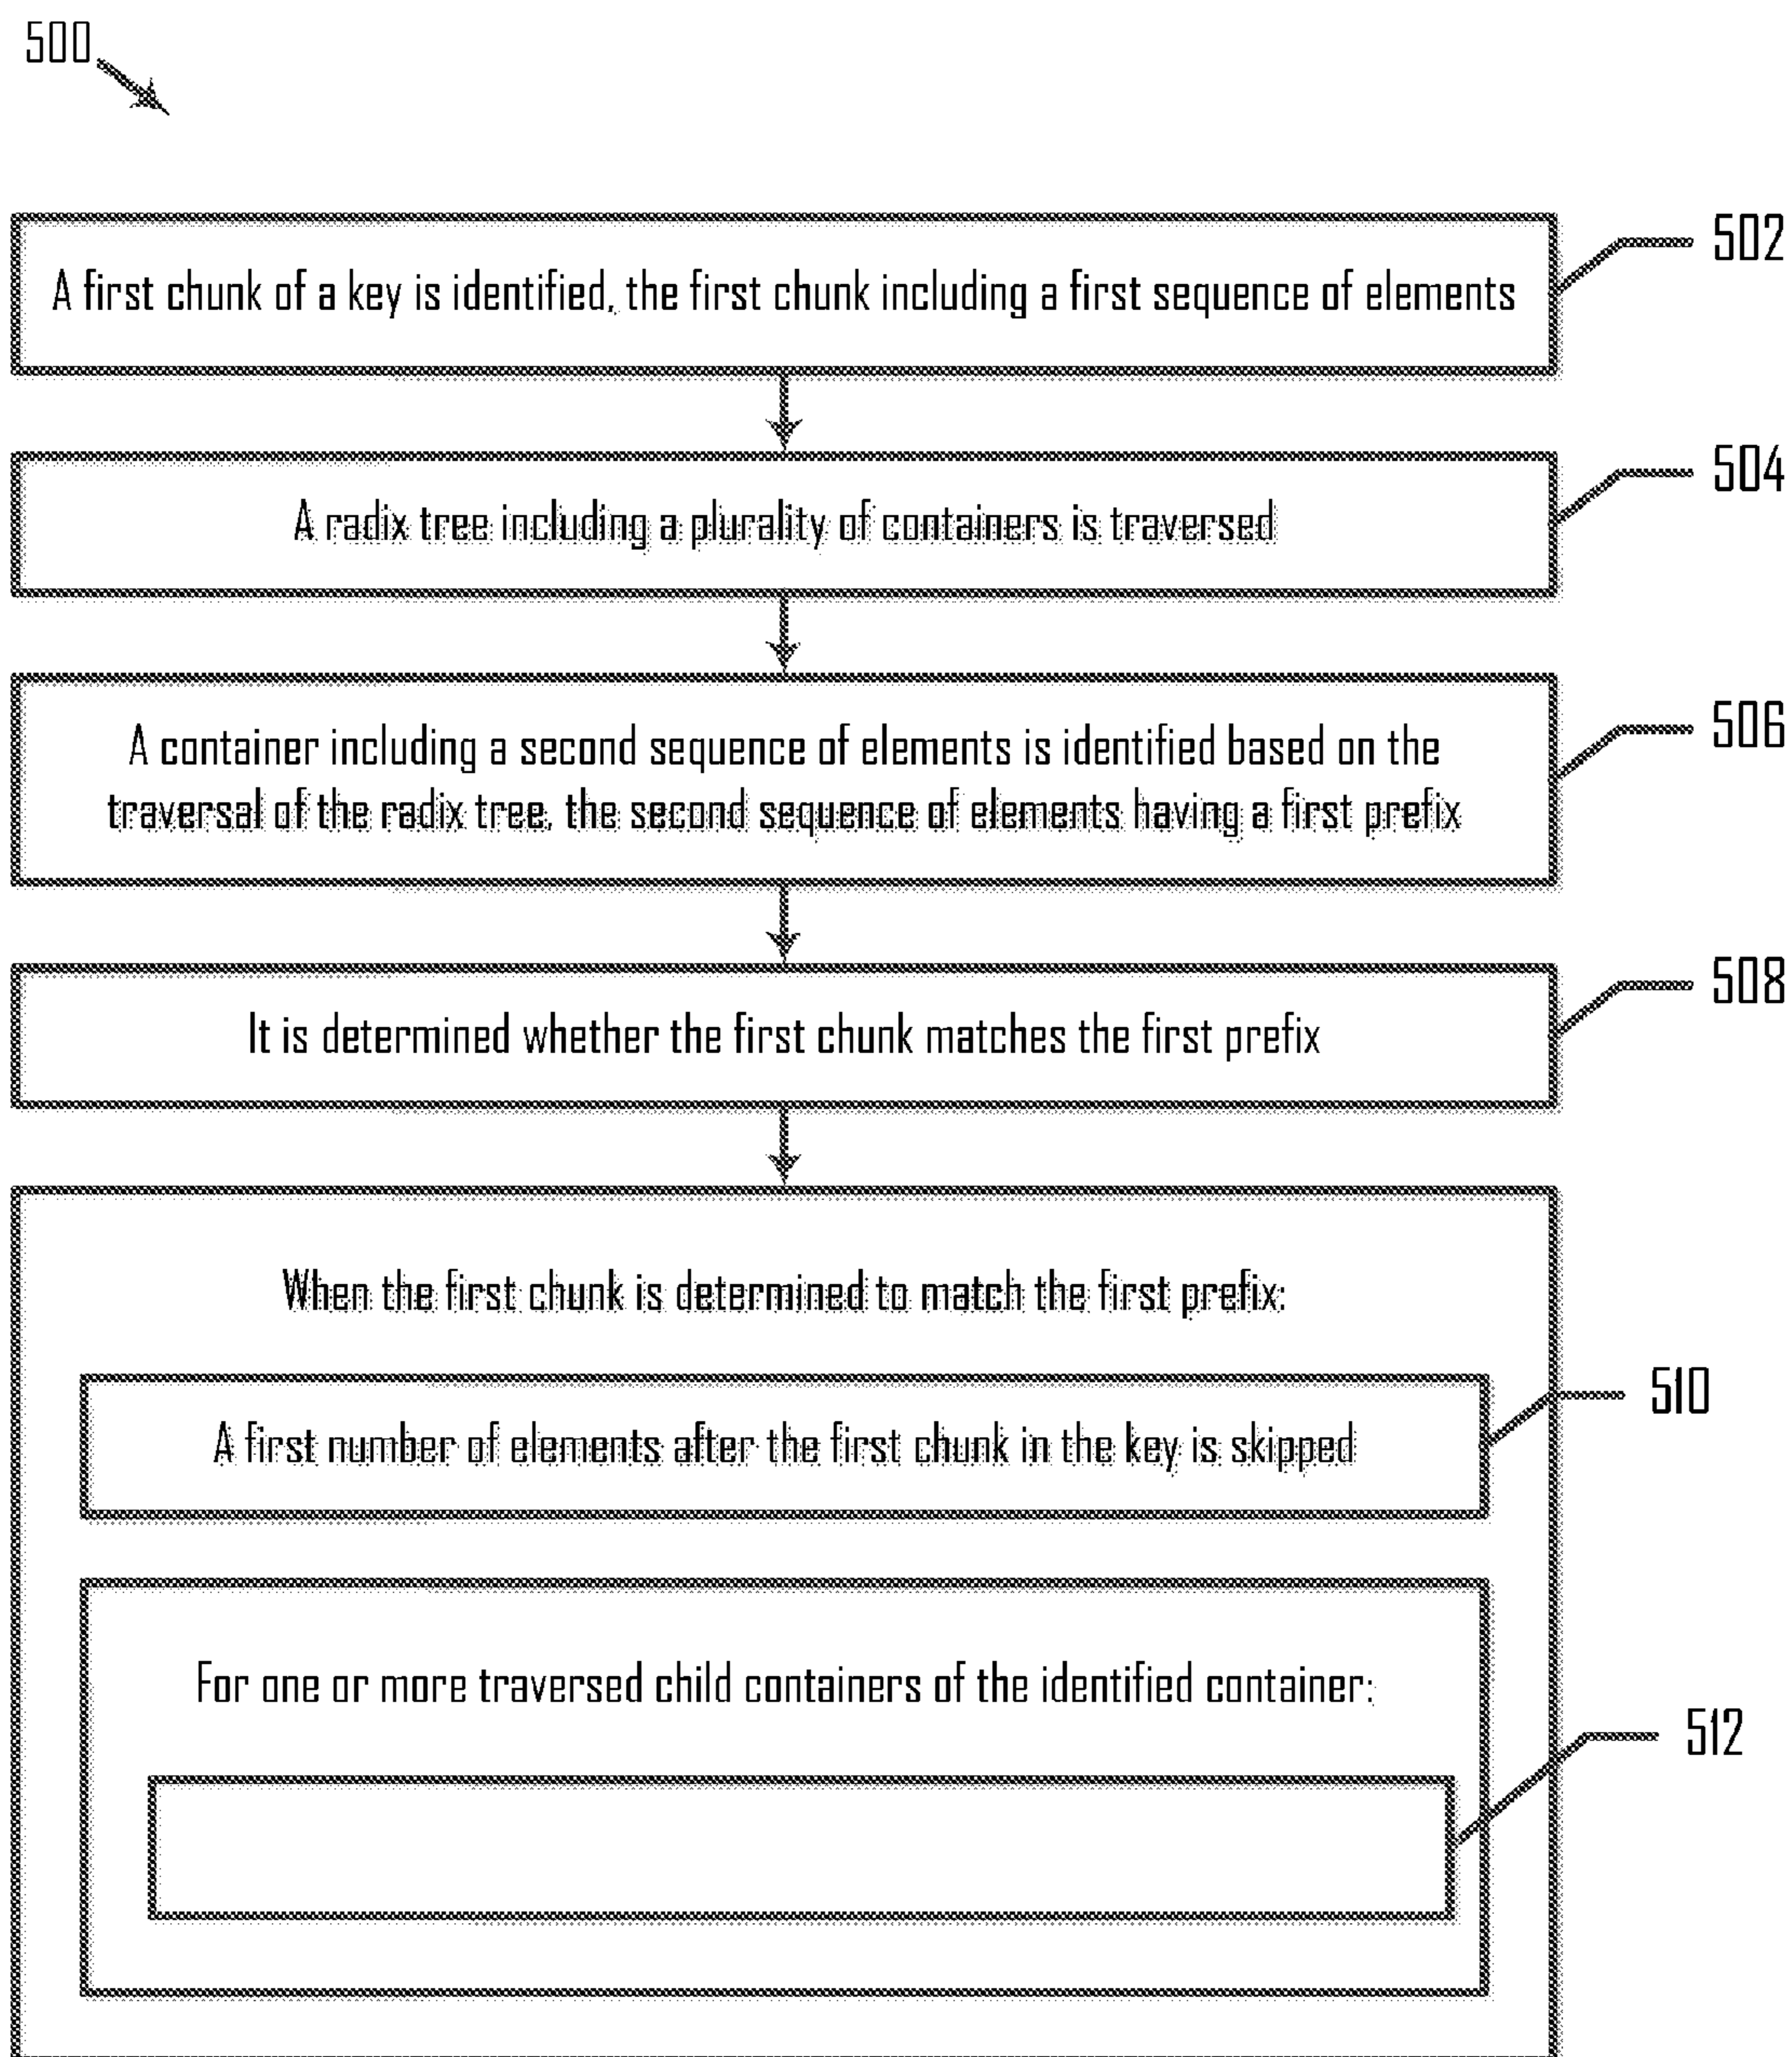 500
A first chunk of a key is identified, the first chunk including a first sequence of elements
502
A radix tree including a plurality of containers is traversed
504
A container including a second sequence of elements is identified based on the
traversal of the radix tree, the second sequence of elements having a first prefix
506
It is determined whether the first chunk matches the first prefix
508
When the first chunk is determined to match the first prefix:
A first number of elements after the first chunk in the key is skipped
510
For one or more traversed child containers of the identified container:
512